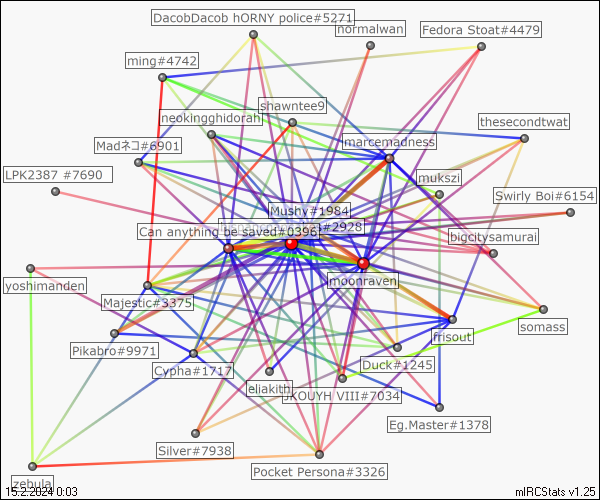 DacobDacob hORNY police#5271
normalwan
Fedora Stoat#4479
ming#4742
shawntee9
neokingghidorah
thesecondtwat
marcemadness
Madネコ#6901
LPK2387 #7690
mukszi
Swirly Boi#6154
Mushy#1984
#2928
Can anything be saved#0396
bigcitysamurai
moonraven
yoshimanden
Majestic#3375
somass
frisout
Pikabro#9971
Duck#1245
Cypha#1717
eliakith
JKOUYH VIII#7034
Eg.Master#1378
Silver#7938
Pocket Persona#3326
zebula
15.2.2024 0:03
mIRCStats v1.25